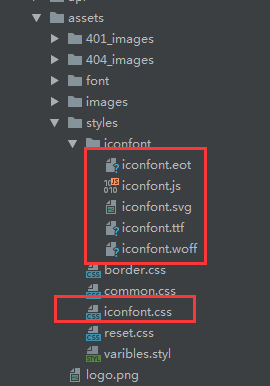 assets
401_images
404_images
font
images
styles
iconfont
iconfont.eot
iconfont.js
iconfont.svg
iconfont.ttf
iconfont.woff
border.css
common.css
iconfont.css
reset.css
varibles.styl
logo.png